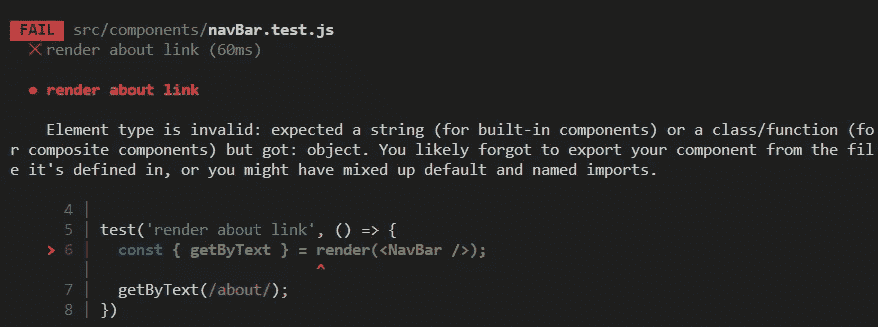 FAIL src/components/navBar.test.js
✕ render about link (60ms)
● render about link
Element type is invalid: expected a string (for built-in components) or a class/function (fo
r composite components) but got: object. You likely forgot to export your component from the fil
e it's defined in, or you might have mixed up default and named imports.
4 |
5 | test('render about link', () => {
> 6 | const { getByText } = render(<NavBar />);
| ^
7 | getByText(/about/);
8 | })